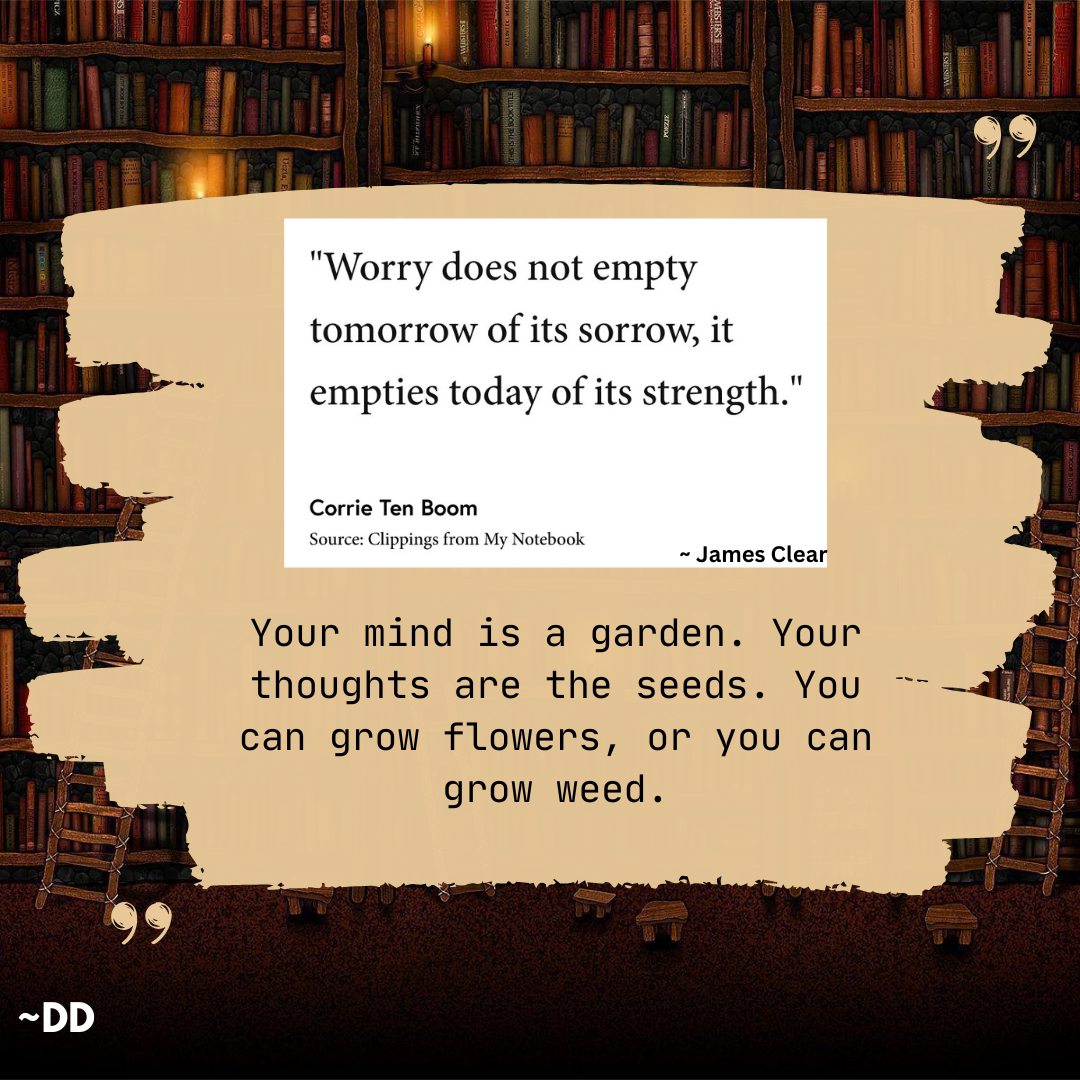 "Worry does not empty
tomorrow of its sorrow, it
empties today of its strength."
Corrie Ten Boom
Source: Clippings from My Notebook
~ James Clear
Your mind is a garden. Your
thoughts are the seeds. You
can grow flowers, or you can
grow weed.
~DD